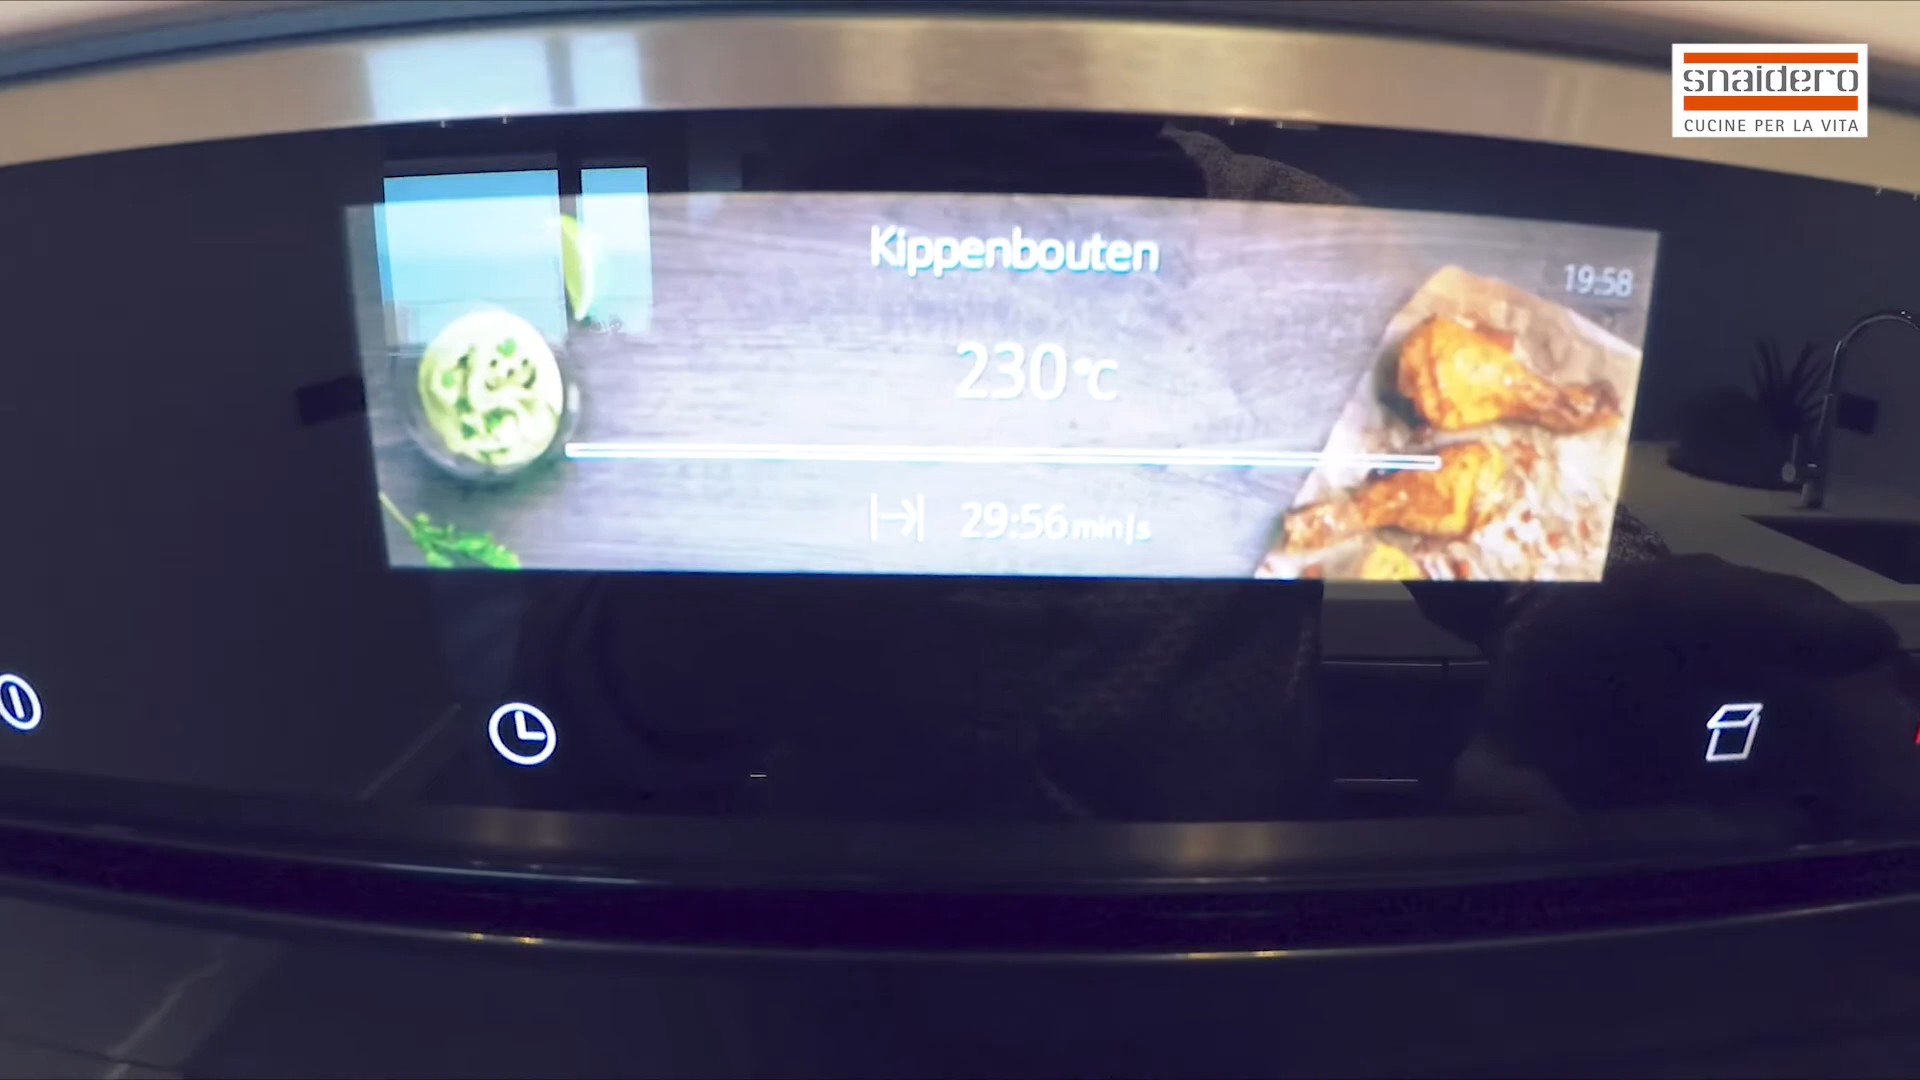 snaidero
CUCINE PER LA VITA
Kippenbouten
19:58
230°C
29:56 min|s